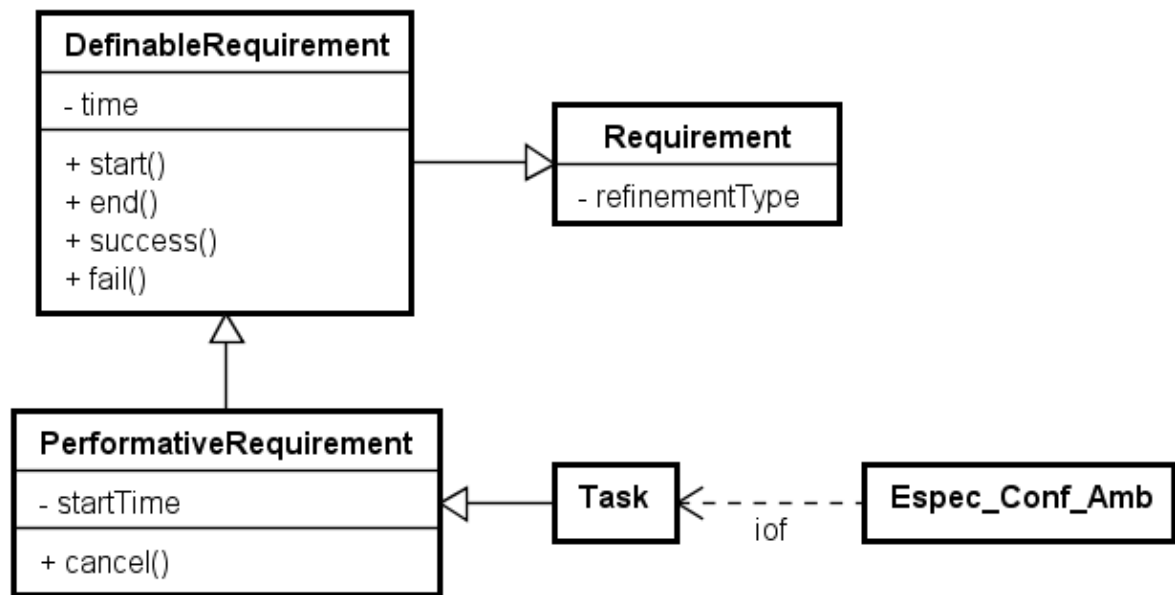 DefinableRequirement
- time
+ start()
+ end()
+ success()
+ fail()
Requirement
- refinementType
PerformativeRequirement
- startTime
+ cancel()
Task
iof
Espec_Conf_Amb